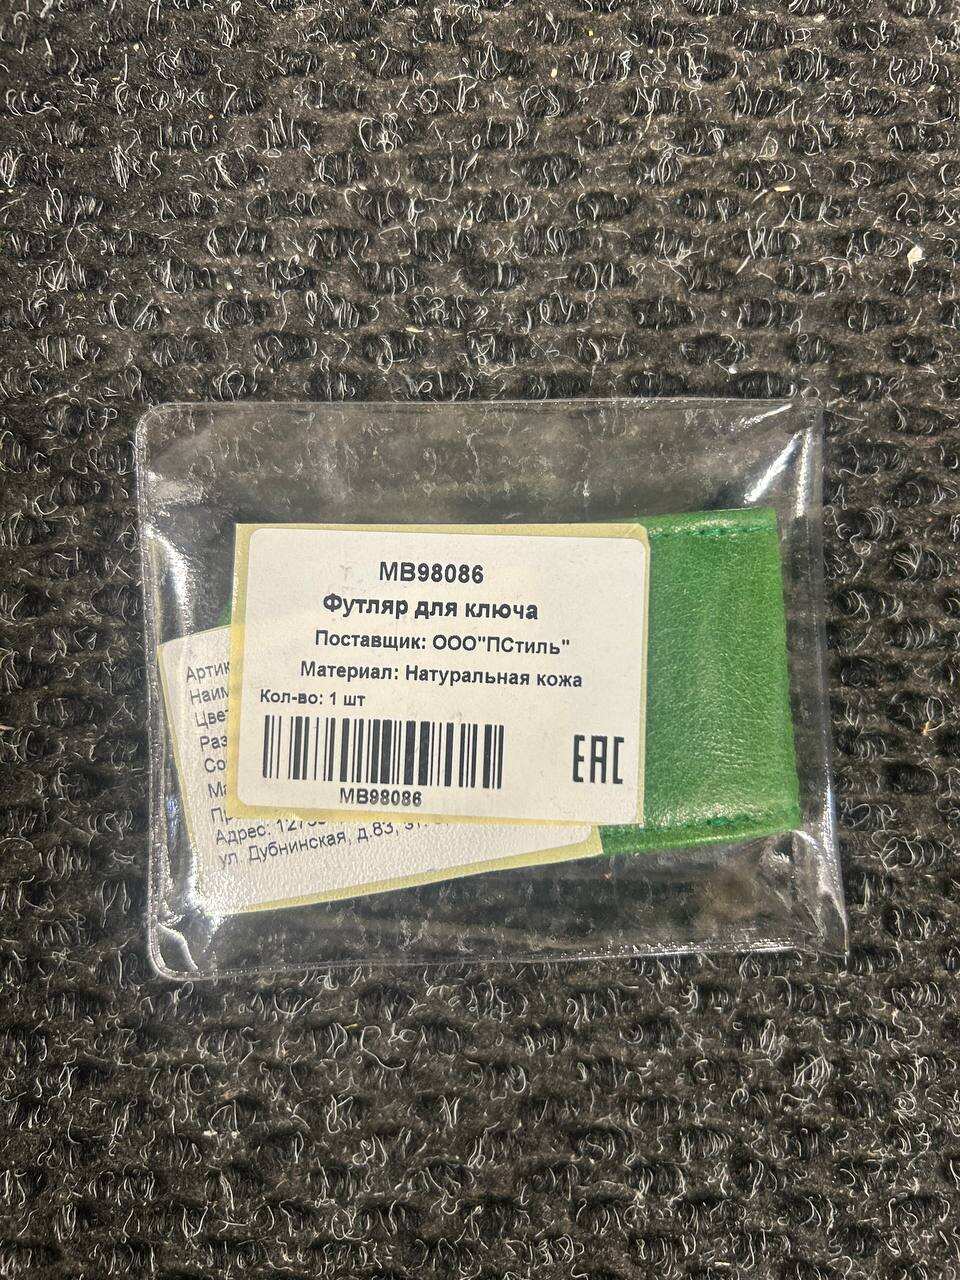 MB98086
Футляр для ключа
Поставщик: ООО"ПСтиль"
Материал: Натуральная кожа
Кол-во: 1 шт
MB98086
EAC
Адрес:
ул. Дубнинская, д.83,